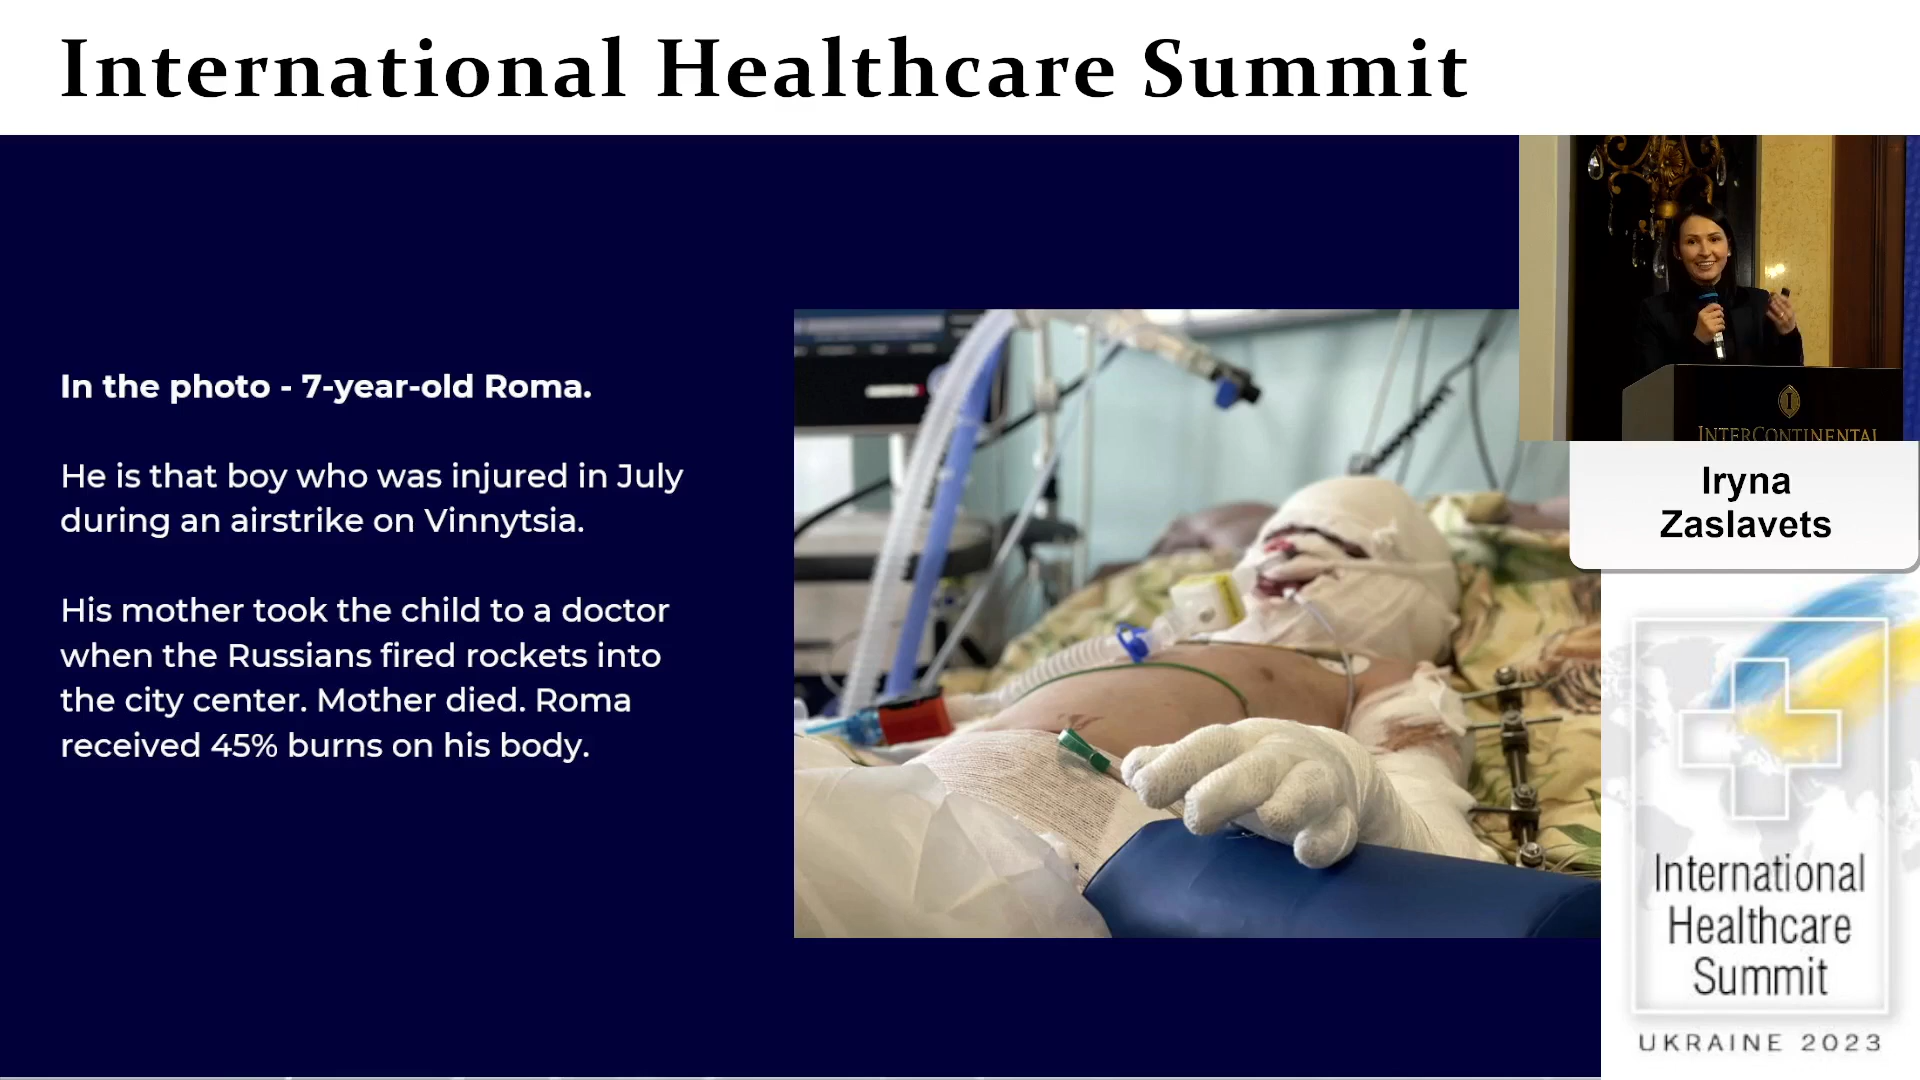 International Healthcare Summit
In the photo - 7-year-old Roma.
He is that boy who was injured in July
during an airstrike on Vinnytsia.
His mother took the child to a doctor
when the Russians fired rockets into
the city center. Mother died. Roma
received 45% burns on his body.
INTERCONTINENTAL
Iryna
Zaslavets
International
Healthcare
Summit
UKRAINE 2023